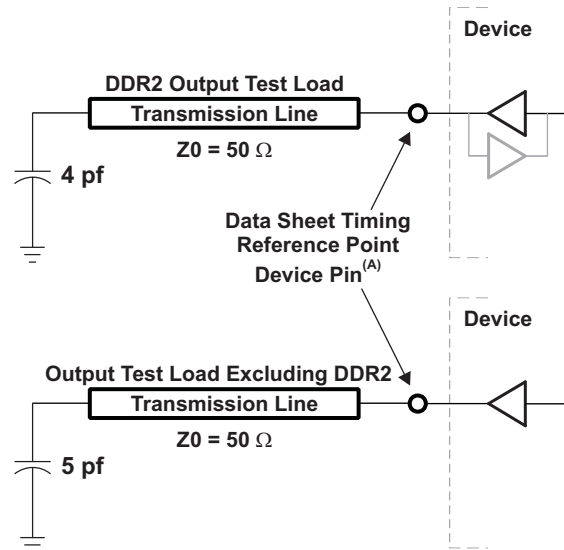 Device
DDR2 Output Test Load
Transmission Line
Z0 = 50 Ω
4 pf
Data Sheet Timing
Reference Point
Device Pin(A)
Device
Output Test Load Excluding DDR2
Transmission Line
Z0 = 50 Ω
5 pf